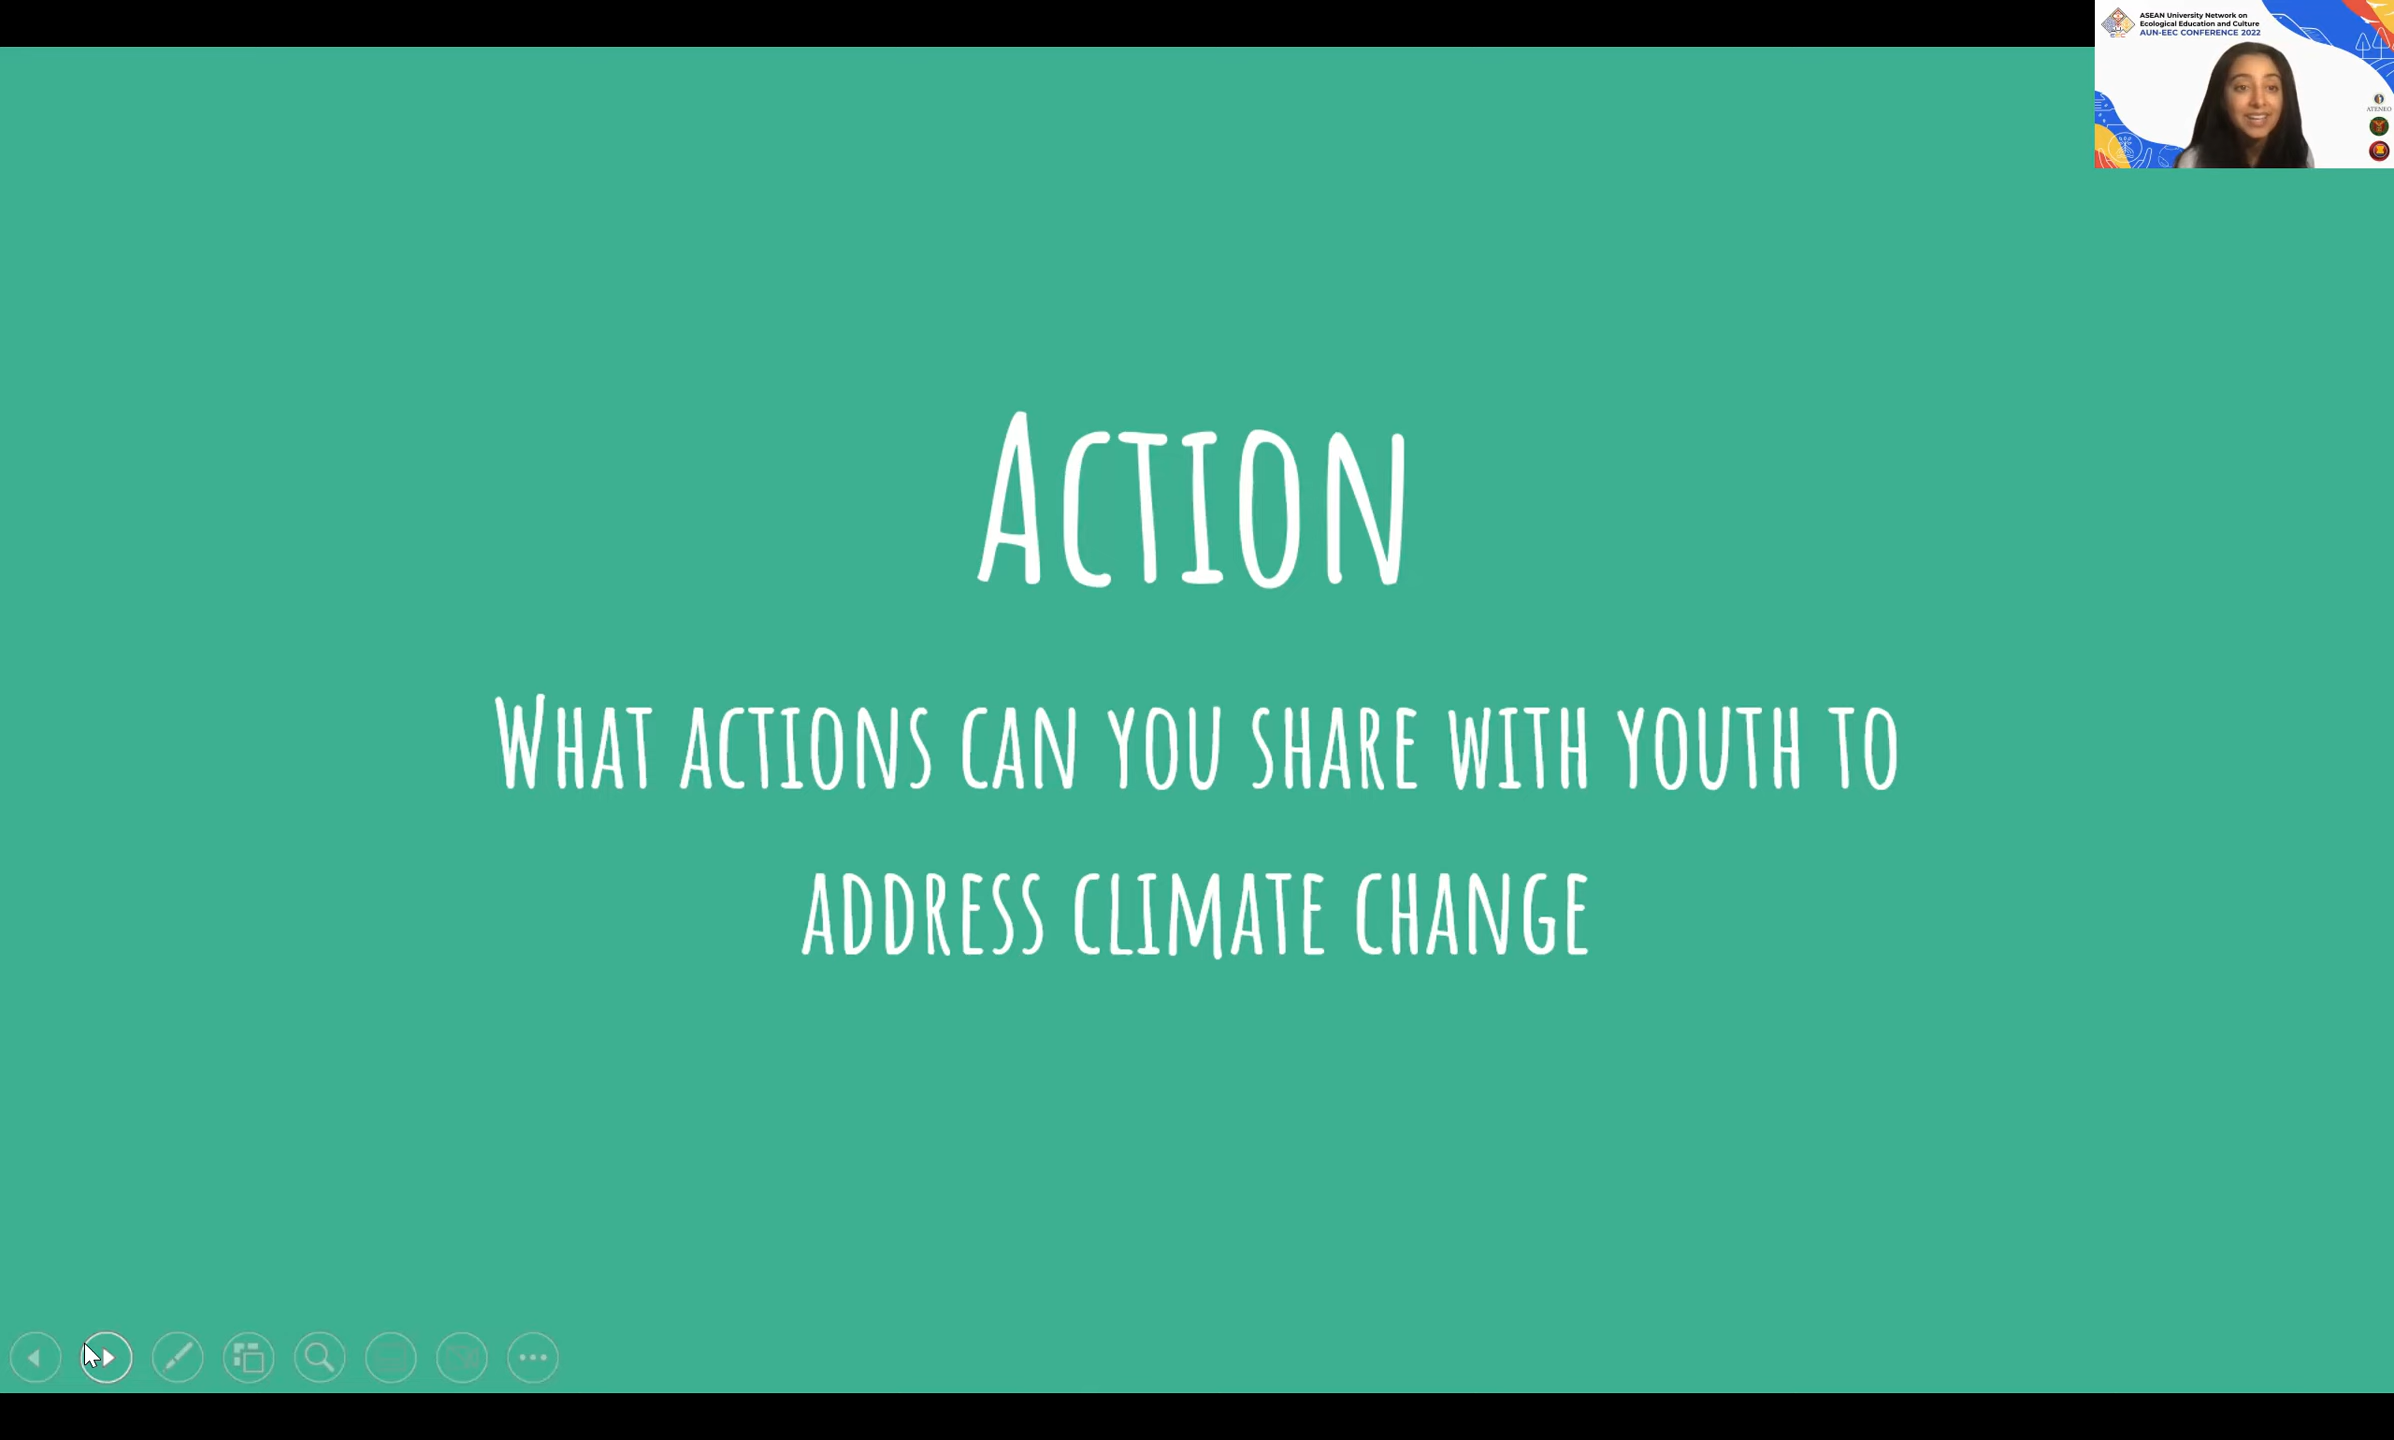 ASEAN University Network on
Ecological Education and Culture
AUN-EEC CONFERENCE 2022
ATENEO
ACTION
WHAT ACTIONS CAN YOU SHARE WITH YOUTH TO
ADDRESS CLIMATE CHANGE